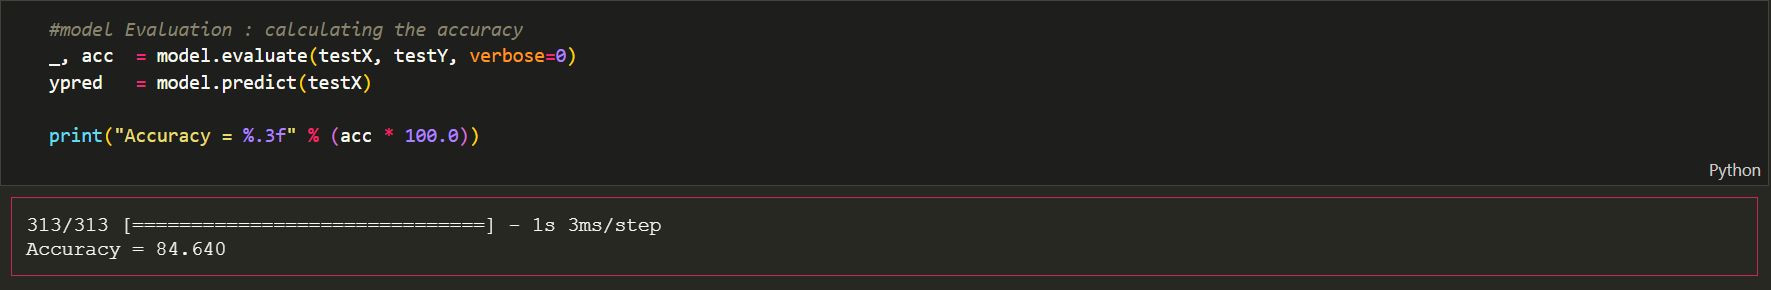 #model Evaluation : calculating the accuracy
_, acc  = model.evaluate(testX, testY, verbose=0)
ypred   = model.predict(testX)
print("Accuracy = %.3f" % (acc * 100.0))
Python
313/313 [==============================] - 1s 3ms/step
Accuracy = 84.640